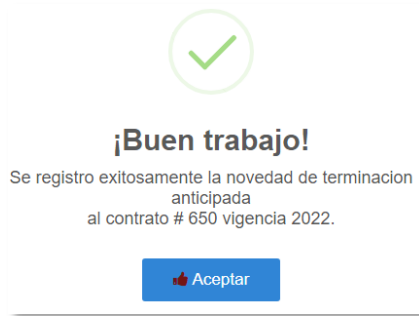 ¡Buen trabajo!
Se registro exitosamente la novedad de terminacion
anticipada
al contrato # 650 vigencia 2022.
Aceptar